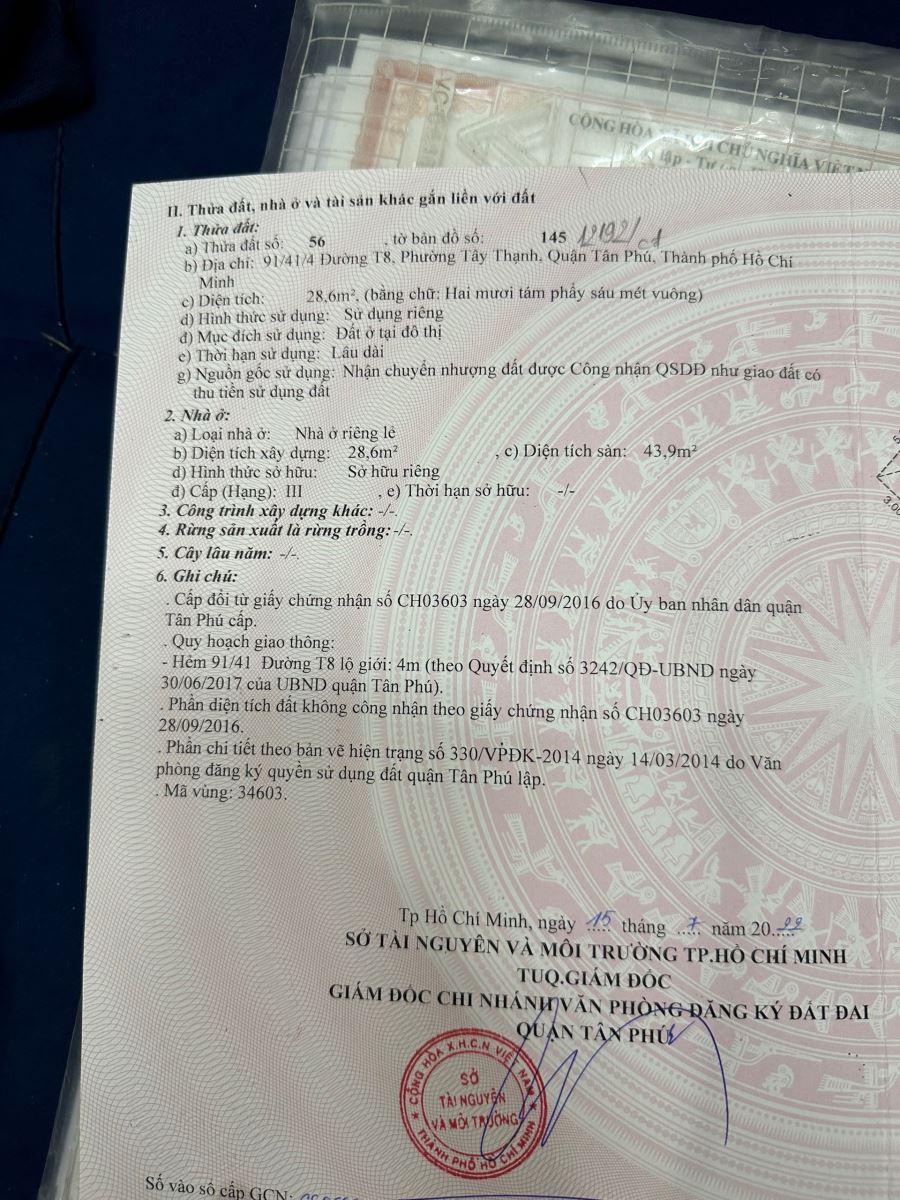 CỘNG HÒA
CHỦ NGHĨA VIỆT
lập - Tự
II. Thửa đất, nhà ở và tài sản khác gắn liền với đất
1. Thửa đất:
a) Thửa đất số: 56 , tờ bản đồ số: 145
b) Địa chỉ: 91/41/4 Đường T8, Phường Tây Thạnh, Quận Tân Phú, Thành phố Hồ Chí
Minh
c) Diện tích: 28,6m², (bằng chữ: Hai mươi tám phẩy sáu mét vuông)
d) Hình thức sử dụng: Sử dụng riêng
đ) Mục đích sử dụng: Đất ở tại đô thị
e) Thời hạn sử dụng: Lâu dài
g) Nguồn gốc sử dụng: Nhận chuyển nhượng đất được Công nhận QSDĐ như giao đất có
thu tiền sử dụng đất
2. Nhà ở:
a) Loại nhà ở: Nhà ở riêng lẻ
b) Diện tích xây dựng: 28,6m² , c) Diện tích sàn: 43,9m²
d) Hình thức sở hữu: Sở hữu riêng
đ) Cấp (Hạng): III , e) Thời hạn sở hữu: -/-
3. Công trình xây dựng khác: -/-.
4. Rừng sản xuất là rừng trồng: -/-.
5. Cây lâu năm: -/-.
6. Ghi chú:
. Cấp đổi từ giấy chứng nhận số CH03603 ngày 28/09/2016 do Ủy ban nhân dân quận
Tân Phú cấp.
. Quy hoạch giao thông:
- Hẻm 91/41 Đường T8 lộ giới: 4m (theo Quyết định số 3242/QĐ-UBND ngày
30/06/2017 của UBND quận Tân Phú).
. Phần diện tích đất không công nhận theo giấy chứng nhận số CH03603 ngày
28/09/2016.
. Phần chi tiết theo bản vẽ hiện trạng số 330/VPĐK-2014 ngày 14/03/2014 do Văn
phòng đăng ký quyền sử dụng đất quận Tân Phú lập.
. Mã vùng: 34603.
Tp Hồ Chí Minh, ngày 15 tháng 7 năm 2022
SỞ TÀI NGUYÊN VÀ MÔI TRƯỜNG TP.HỒ CHÍ MINH
TUQ.GIÁM ĐỐC
GIÁM ĐỐC CHI NHÁNH VĂN PHÒNG ĐĂNG KÝ ĐẤT ĐAI
QUẬN TÂN PHÚ
CỘNG HÒA X.H.C.N VIỆT NAM
SỞ
TÀI NGUYÊN
VÀ MÔI TRƯỜNG
THÀNH PHỐ HỒ CHÍ MINH
Số vào sổ cấp GCN: